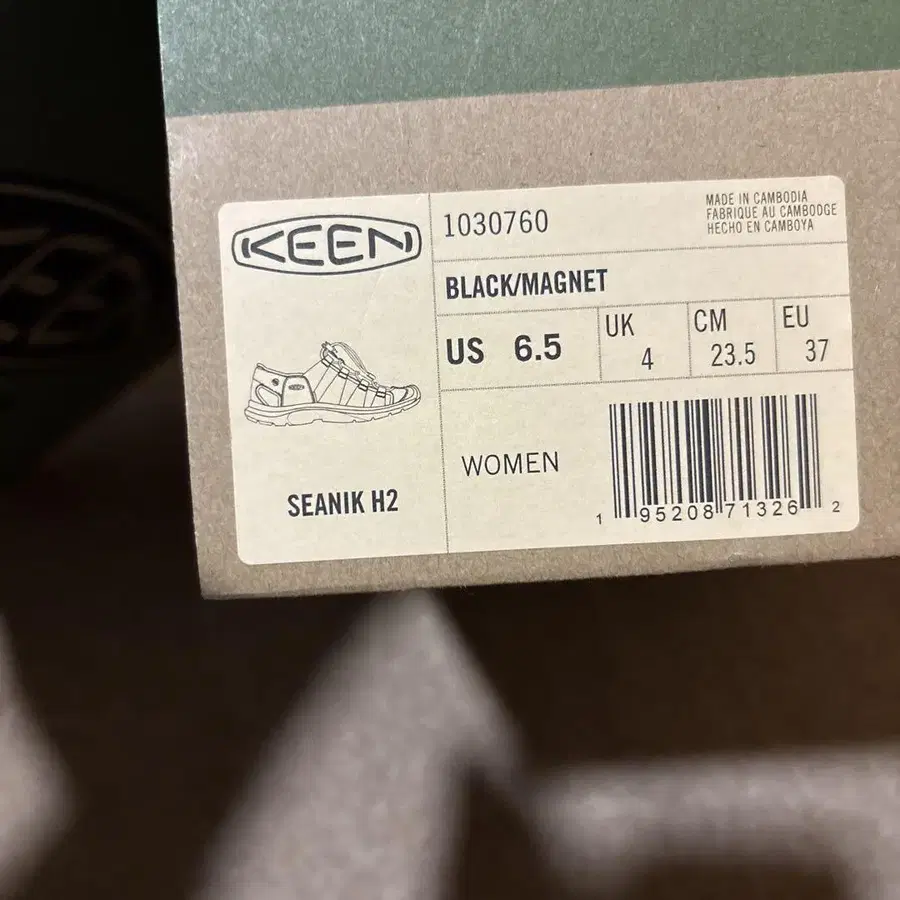 KEEN
1030760
MADE IN CAMBODIA
FABRIQUE AU CAMBODGE
HECHO EN CAMBOYA
BLACK/MAGNET
US 6.5
UK 4
CM 23.5
EU 37
KEEN
SEANIK H2
WOMEN
1 95208 71326 2